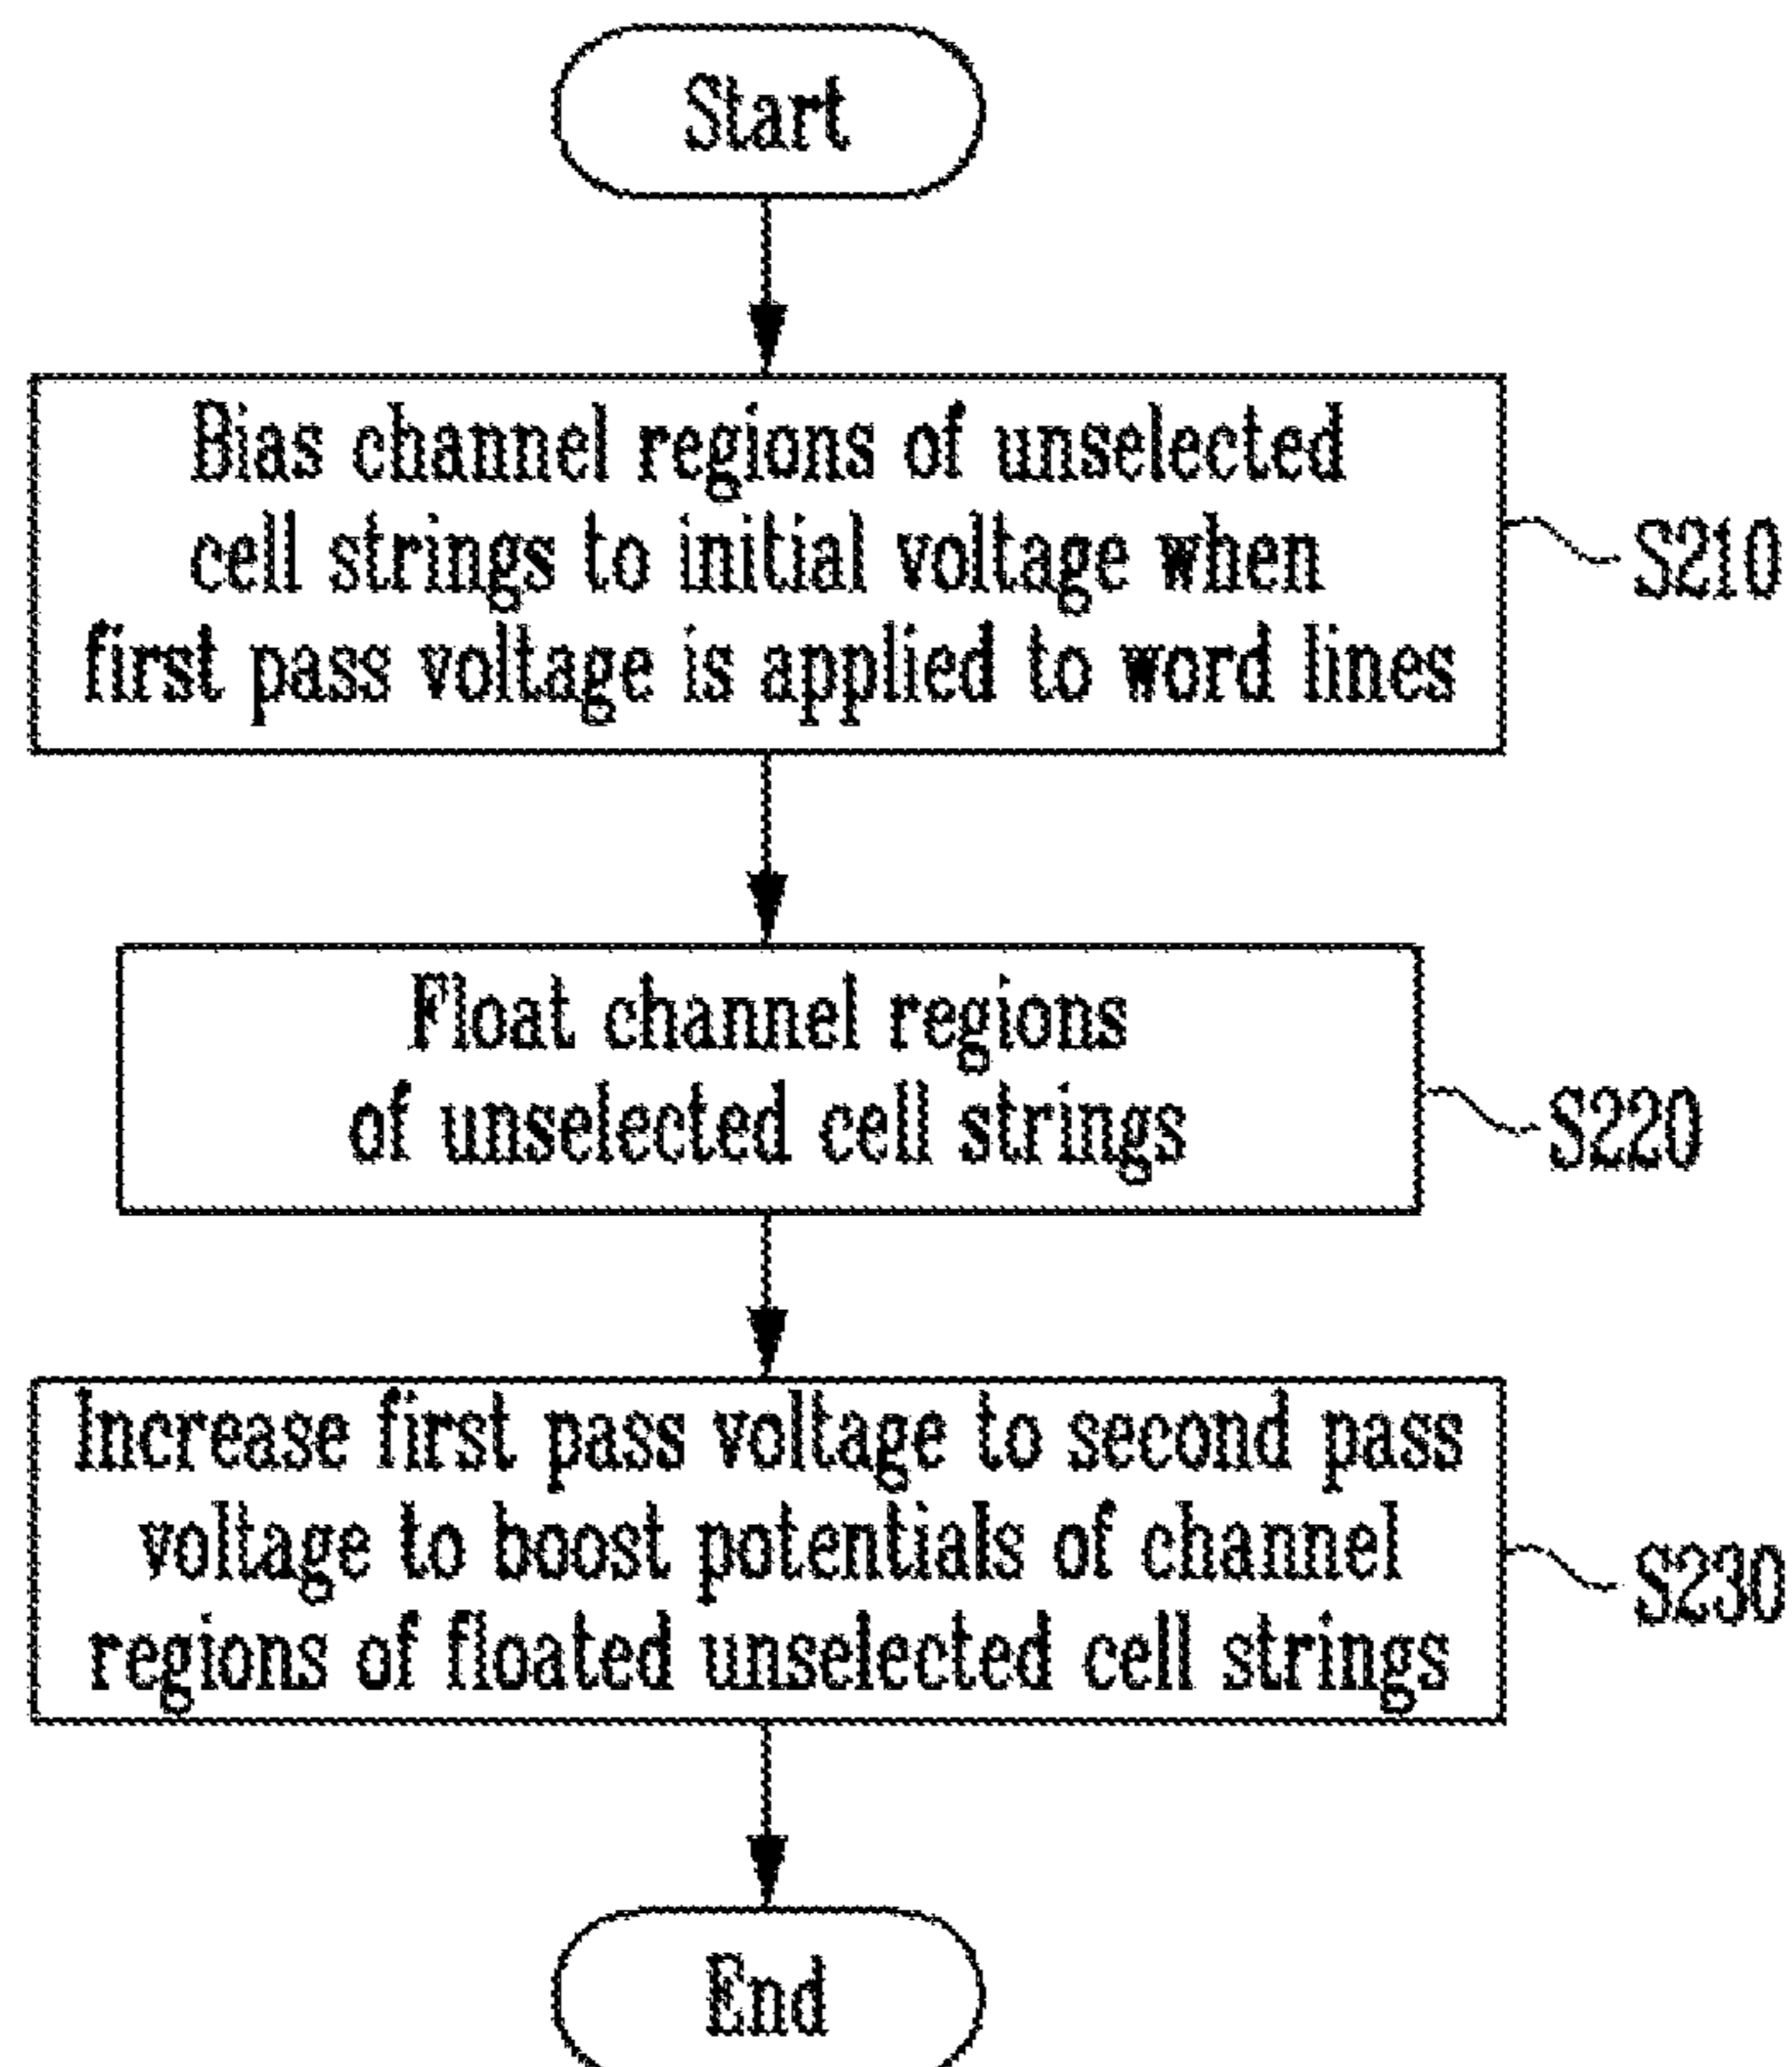 Start
Bias channel regions of unselected
cell strings to initial voltage when
first pass voltage is applied to word lines
S210
Float channel regions
of unselected cell strings
S220
Increase first pass voltage to second pass
voltage to boost potentials of channel
regions of floated unselected cell strings
S230
End